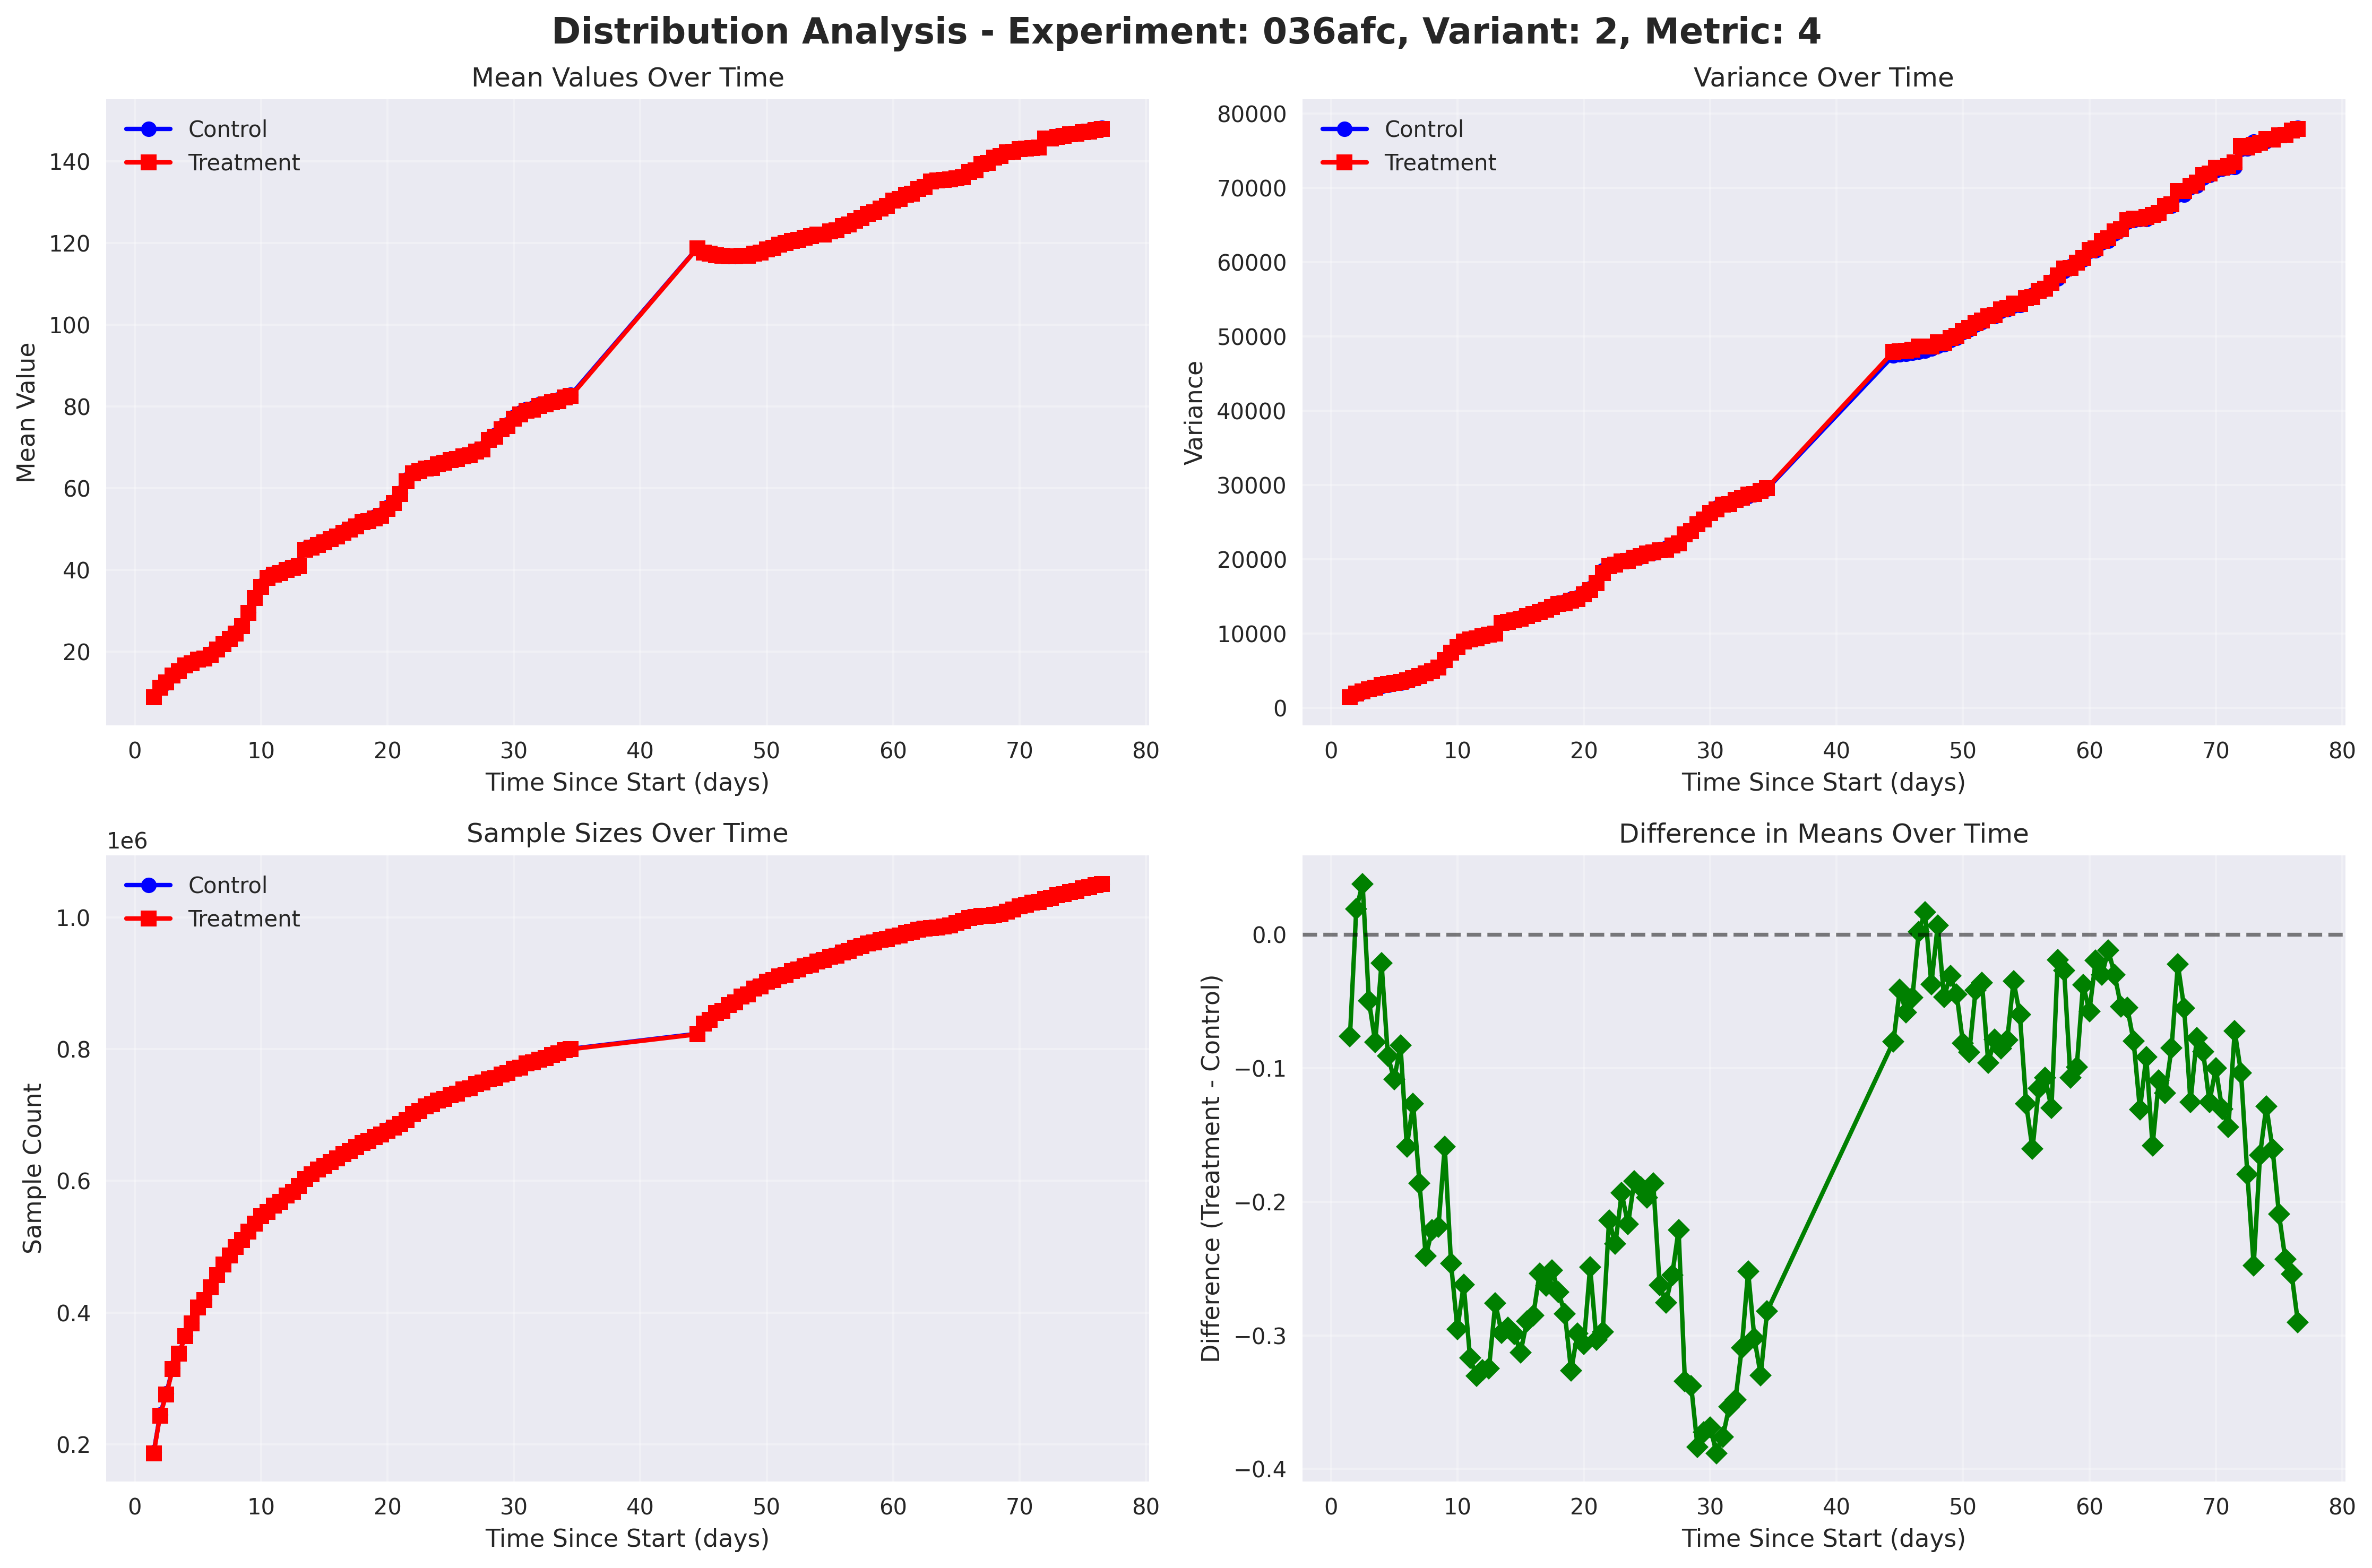 Distribution Analysis - Experiment: 036afc, Variant: 2, Metric: 4
Mean Values Over Time
Control
Treatment
Mean Value
140
120
100
80
60
40
20
0 10 20 30 40 50 60 70 80
Time Since Start (days)
Variance Over Time
Control
Treatment
Variance
80000
70000
60000
50000
40000
30000
20000
10000
0
0 10 20 30 40 50 60 70 80
Time Since Start (days)
Sample Sizes Over Time
1e6
Control
Treatment
Sample Count
1.0
0.8
0.6
0.4
0.2
0 10 20 30 40 50 60 70 80
Time Since Start (days)
Difference in Means Over Time
Difference (Treatment - Control)
0.0
−0.1
−0.2
−0.3
−0.4
0 10 20 30 40 50 60 70 80
Time Since Start (days)